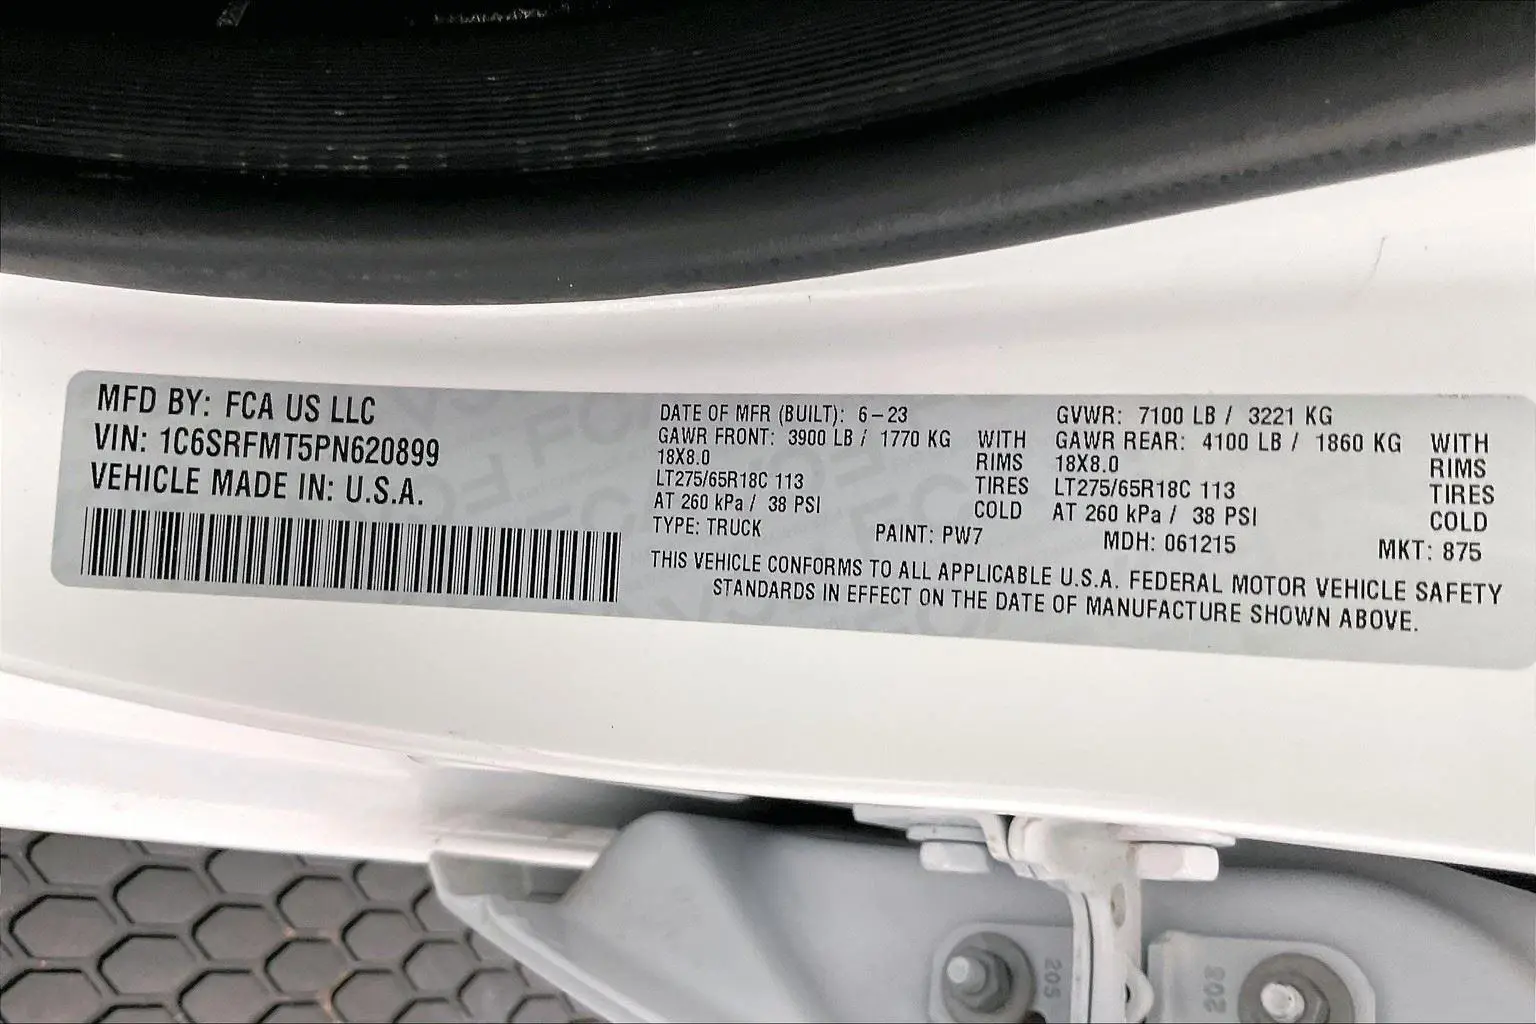 MFD BY: FCA US LLC
VIN: 1C6SRFMT5PN620899
VEHICLE MADE IN: U.S.A.
DATE OF MFR (BUILT): 6-23
GAWR FRONT: 3900 LB / 1770 KG WITH
18X8.0 RIMS
LT275/65R18C 113 TIRES
AT 260 kPa / 38 PSI COLD
TYPE: TRUCK PAINT: PW7
GVWR: 7100 LB / 3221 KG
GAWR REAR: 4100 LB / 1860 KG WITH
18X8.0 RIMS
LT275/65R18C 113 TIRES
AT 260 kPa / 38 PSI COLD
MDH: 061215 MKT: 875
THIS VEHICLE CONFORMS TO ALL APPLICABLE U.S.A. FEDERAL MOTOR VEHICLE SAFETY
STANDARDS IN EFFECT ON THE DATE OF MANUFACTURE SHOWN ABOVE.